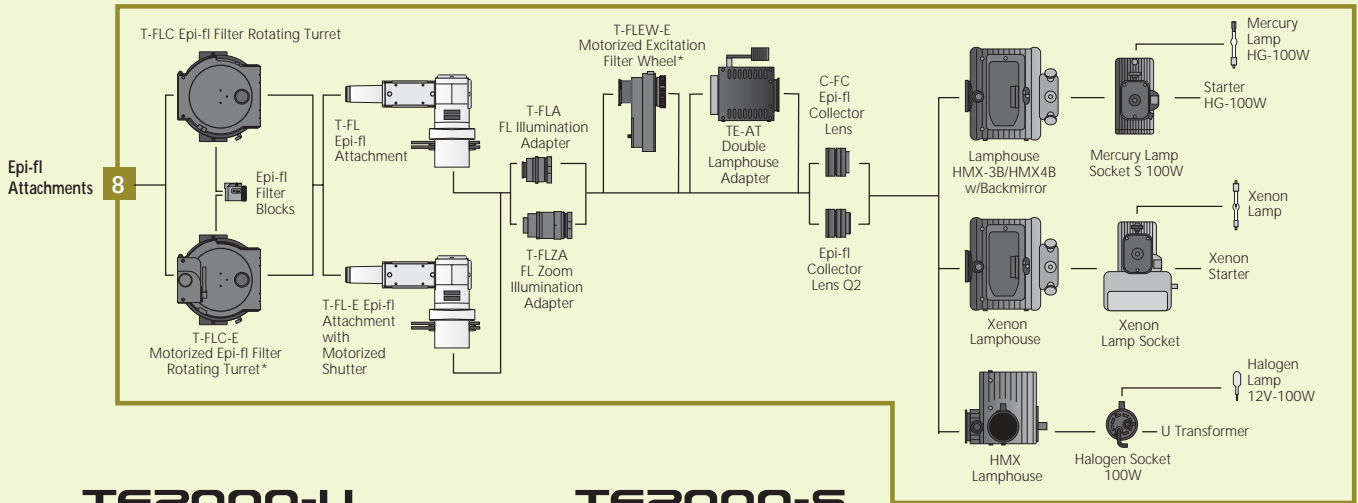 T-FLC Epi-fl Filter Rotating Turret
Epi-fl
Attachments
8
Epi-fl
Filter
Blocks
T-FLC-E
Motorized Epi-fl Filter
Rotating Turret*
T-FL
Epi-fl
Attachment
T-FL-E Epi-fl
Attachment
with
Motorized
Shutter
T-FLA
FL Illumination
Adapter
T-FLZA
FL Zoom
Illumination
Adapter
T-FLEW-E
Motorized Excitation
Filter Wheel*
TE-AT
Double
Lamphouse
Adapter
C-FC
Epi-fl
Collector
Lens
Epi-fl
Collector
Lens Q2
Lamphouse
HMX-3B/HMX4B
w/Backmirror
Mercury Lamp
Socket S 100W
Mercury
Lamp
HG-100W
Starter
HG-100W
Xenon
Lamphouse
Xenon
Lamp Socket
Xenon
Lamp
Xenon
Starter
HMX
Lamphouse
Halogen Socket
100W
Halogen
Lamp
12V-100W
U Transformer
TE2000-U
TE2000-S